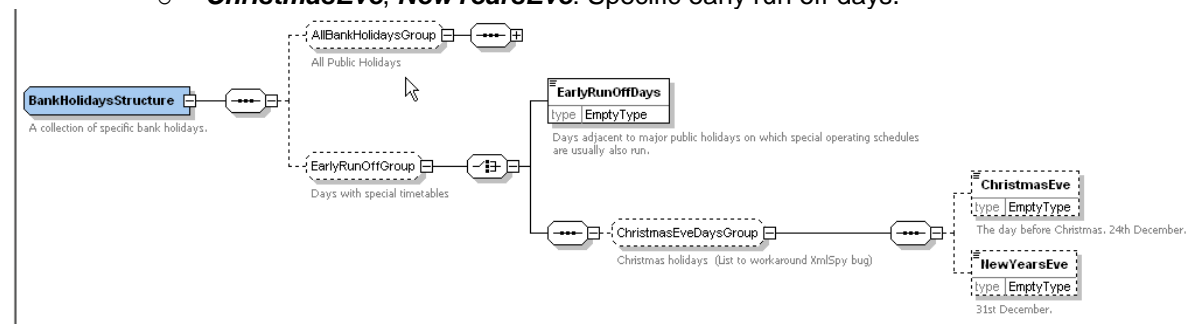 ○ ChristmasEve, NewYearsEve: Specific early run off days.
AllBankHolidaysGroup
All Public Holidays
BankHolidaysStructure
A collection of specific bank holidays.
EarlyRunOffDays
type EmptyType
Days adjacent to major public holidays on which special operating schedules
are usually also run.
EarlyRunOffGroup
Days with special timetables
ChristmasEve
type EmptyType
The day before Christmas. 24th December.
ChristmasEveDaysGroup
Christmas holidays (List to workaround XmlSpy bug)
NewYearsEve
type EmptyType
31st December.